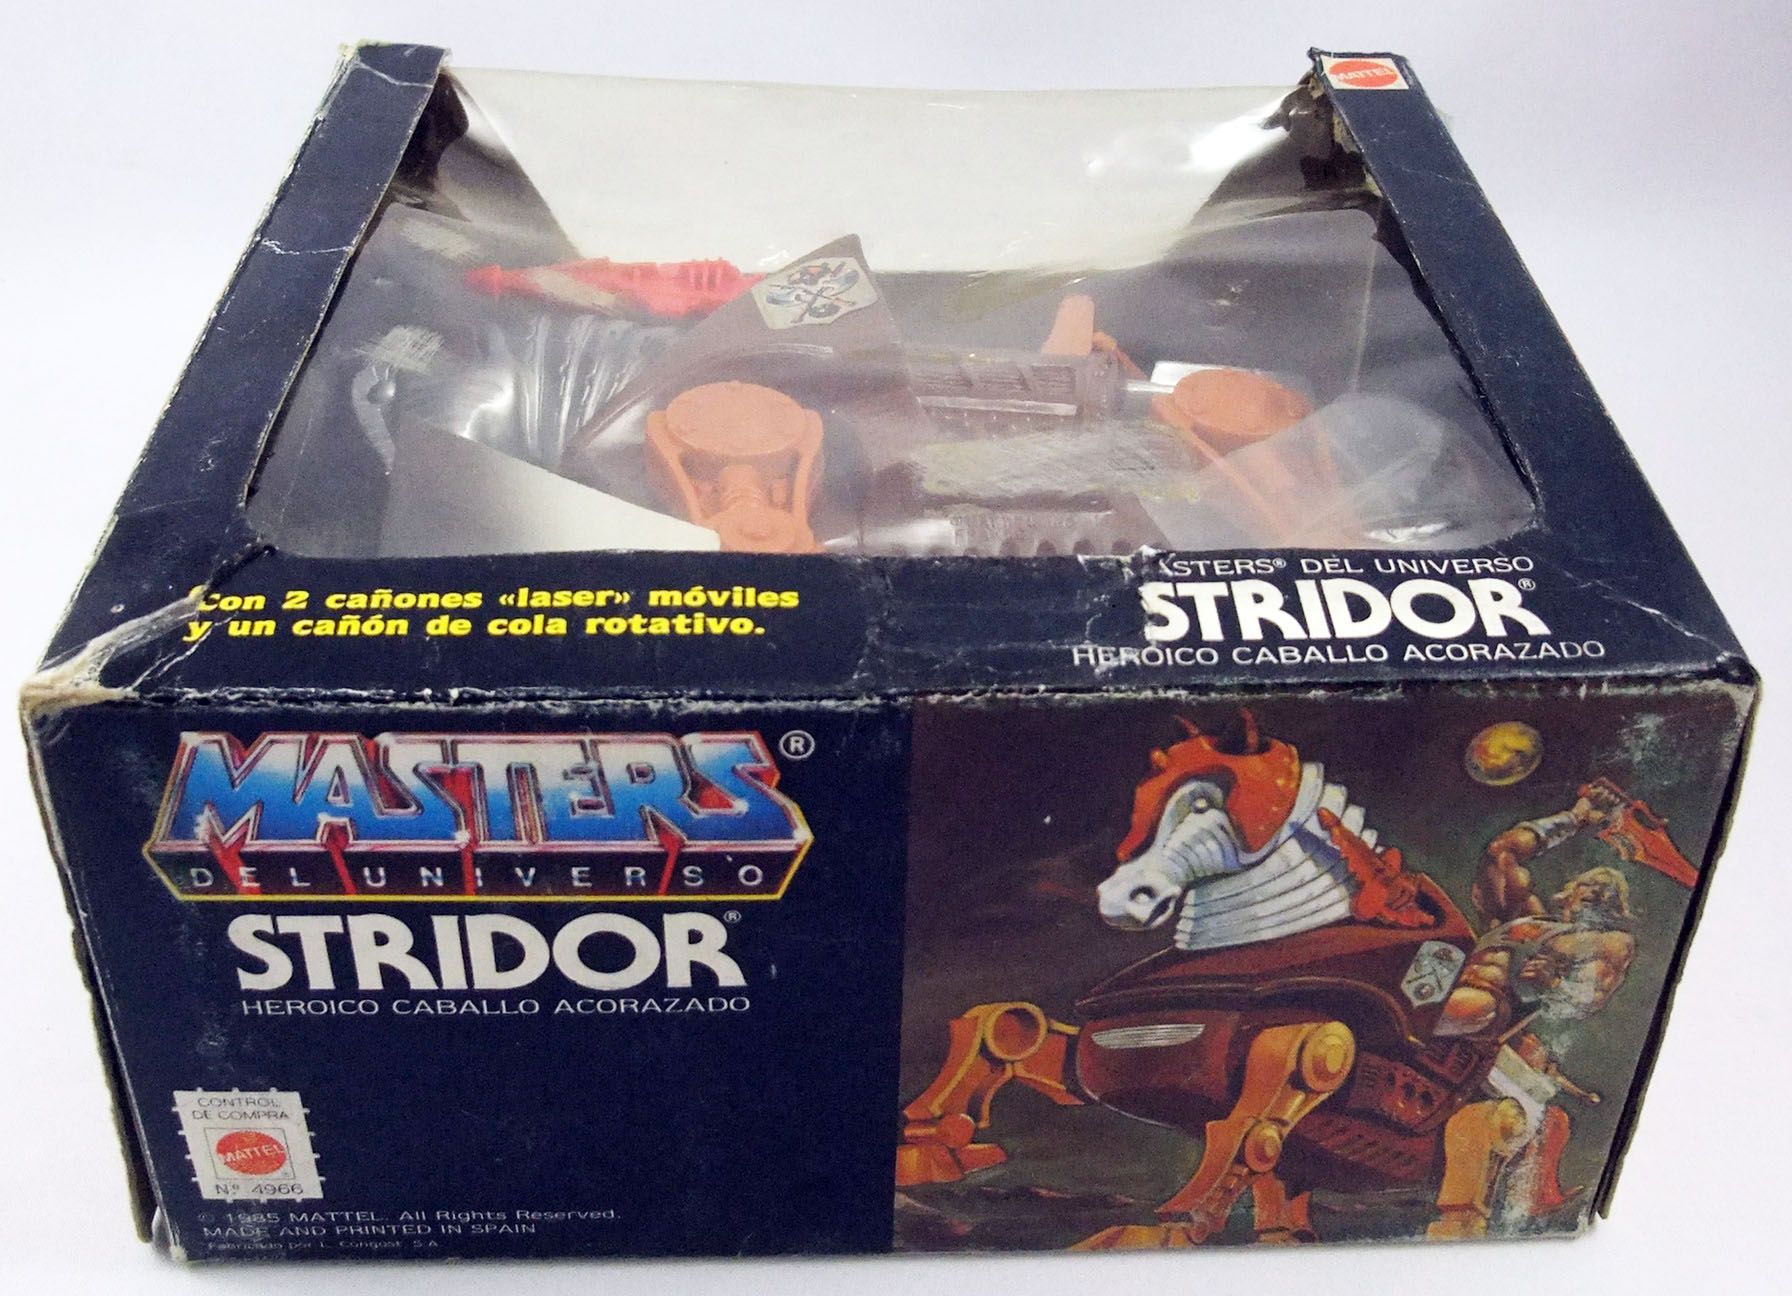 MATTEL
Con 2 cañones «laser» móviles
y un cañón de cola rotativo.
ASTERS® DEL UNIVERSO
STRIDOR®
HEROICO CABALLO ACORAZADO
MASTERS®
DEL UNIVERSO
STRIDOR®
HEROICO CABALLO ACORAZADO
CONTROL
DE COMPRA
MATTEL
Nº 4966
© 1985 MATTEL. All Rights Reserved.
MADE AND PRINTED IN SPAIN
Fabricado por L. Congost S.A.